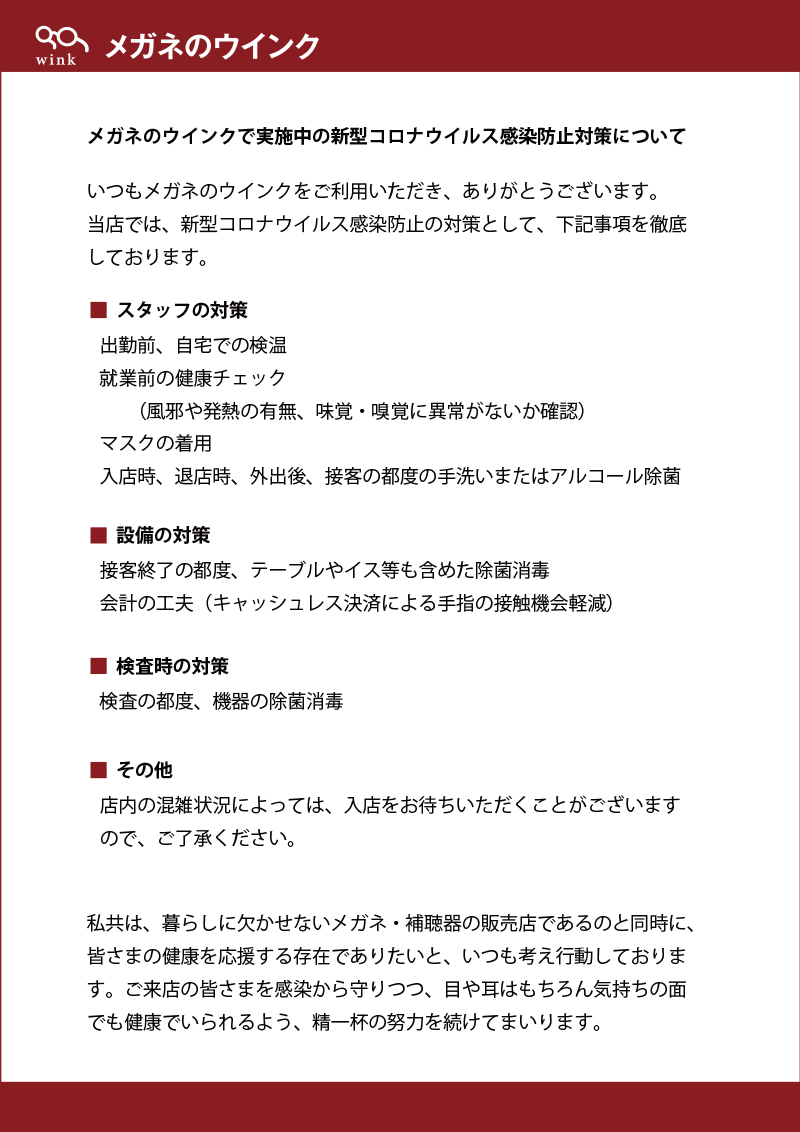 wink
メガネのウインク
メガネのウインクで実施中の新型コロナウイルス感染防止対策について
いつもメガネのウインクをご利用いただき、ありがとうございます。
当店では、新型コロナウイルス感染防止の対策として、下記事項を徹底
しております。
■ スタッフの対策
出勤前、自宅での検温
就業前の健康チェック
（風邪や発熱の有無、味覚・嗅覚に異常がないか確認）
マスクの着用
入店時、退店時、外出後、接客の都度の手洗いまたはアルコール除菌
■ 設備の対策
接客終了の都度、テーブルやイス等も含めた除菌消毒
会計の工夫（キャッシュレス決済による手指の接触機会軽減）
■ 検査時の対策
検査の都度、機器の除菌消毒
■ その他
店内の混雑状況によっては、入店をお待ちいただくことがございます
ので、ご了承ください。
私共は、暮らしに欠かせないメガネ・補聴器の販売店であるのと同時に、
皆さまの健康を応援する存在でありたいと、いつも考え行動しておりま
す。ご来店の皆さまを感染から守りつつ、目や耳はもちろん気持ちの面
でも健康でいられるよう、精一杯の努力を続けてまいります。